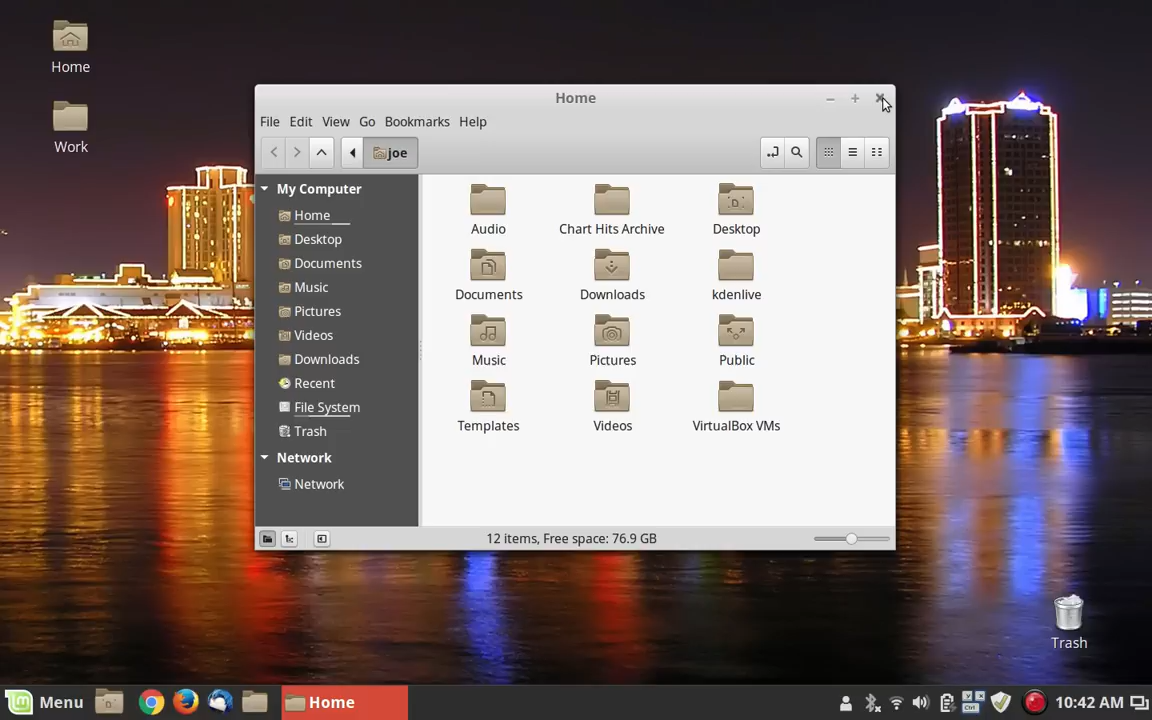 Home
Work
Home
File Edit View Go Bookmarks Help
joe
My Computer
Home
Desktop
Documents
Music
Pictures
Videos
Downloads
Recent
File System
Trash
Network
Network
Audio
Chart Hits Archive
Desktop
Documents
Downloads
kdenlive
Music
Pictures
Public
Templates
Videos
VirtualBox VMs
12 items, Free space: 76.9 GB
Trash
Menu
Home
10:42 AM